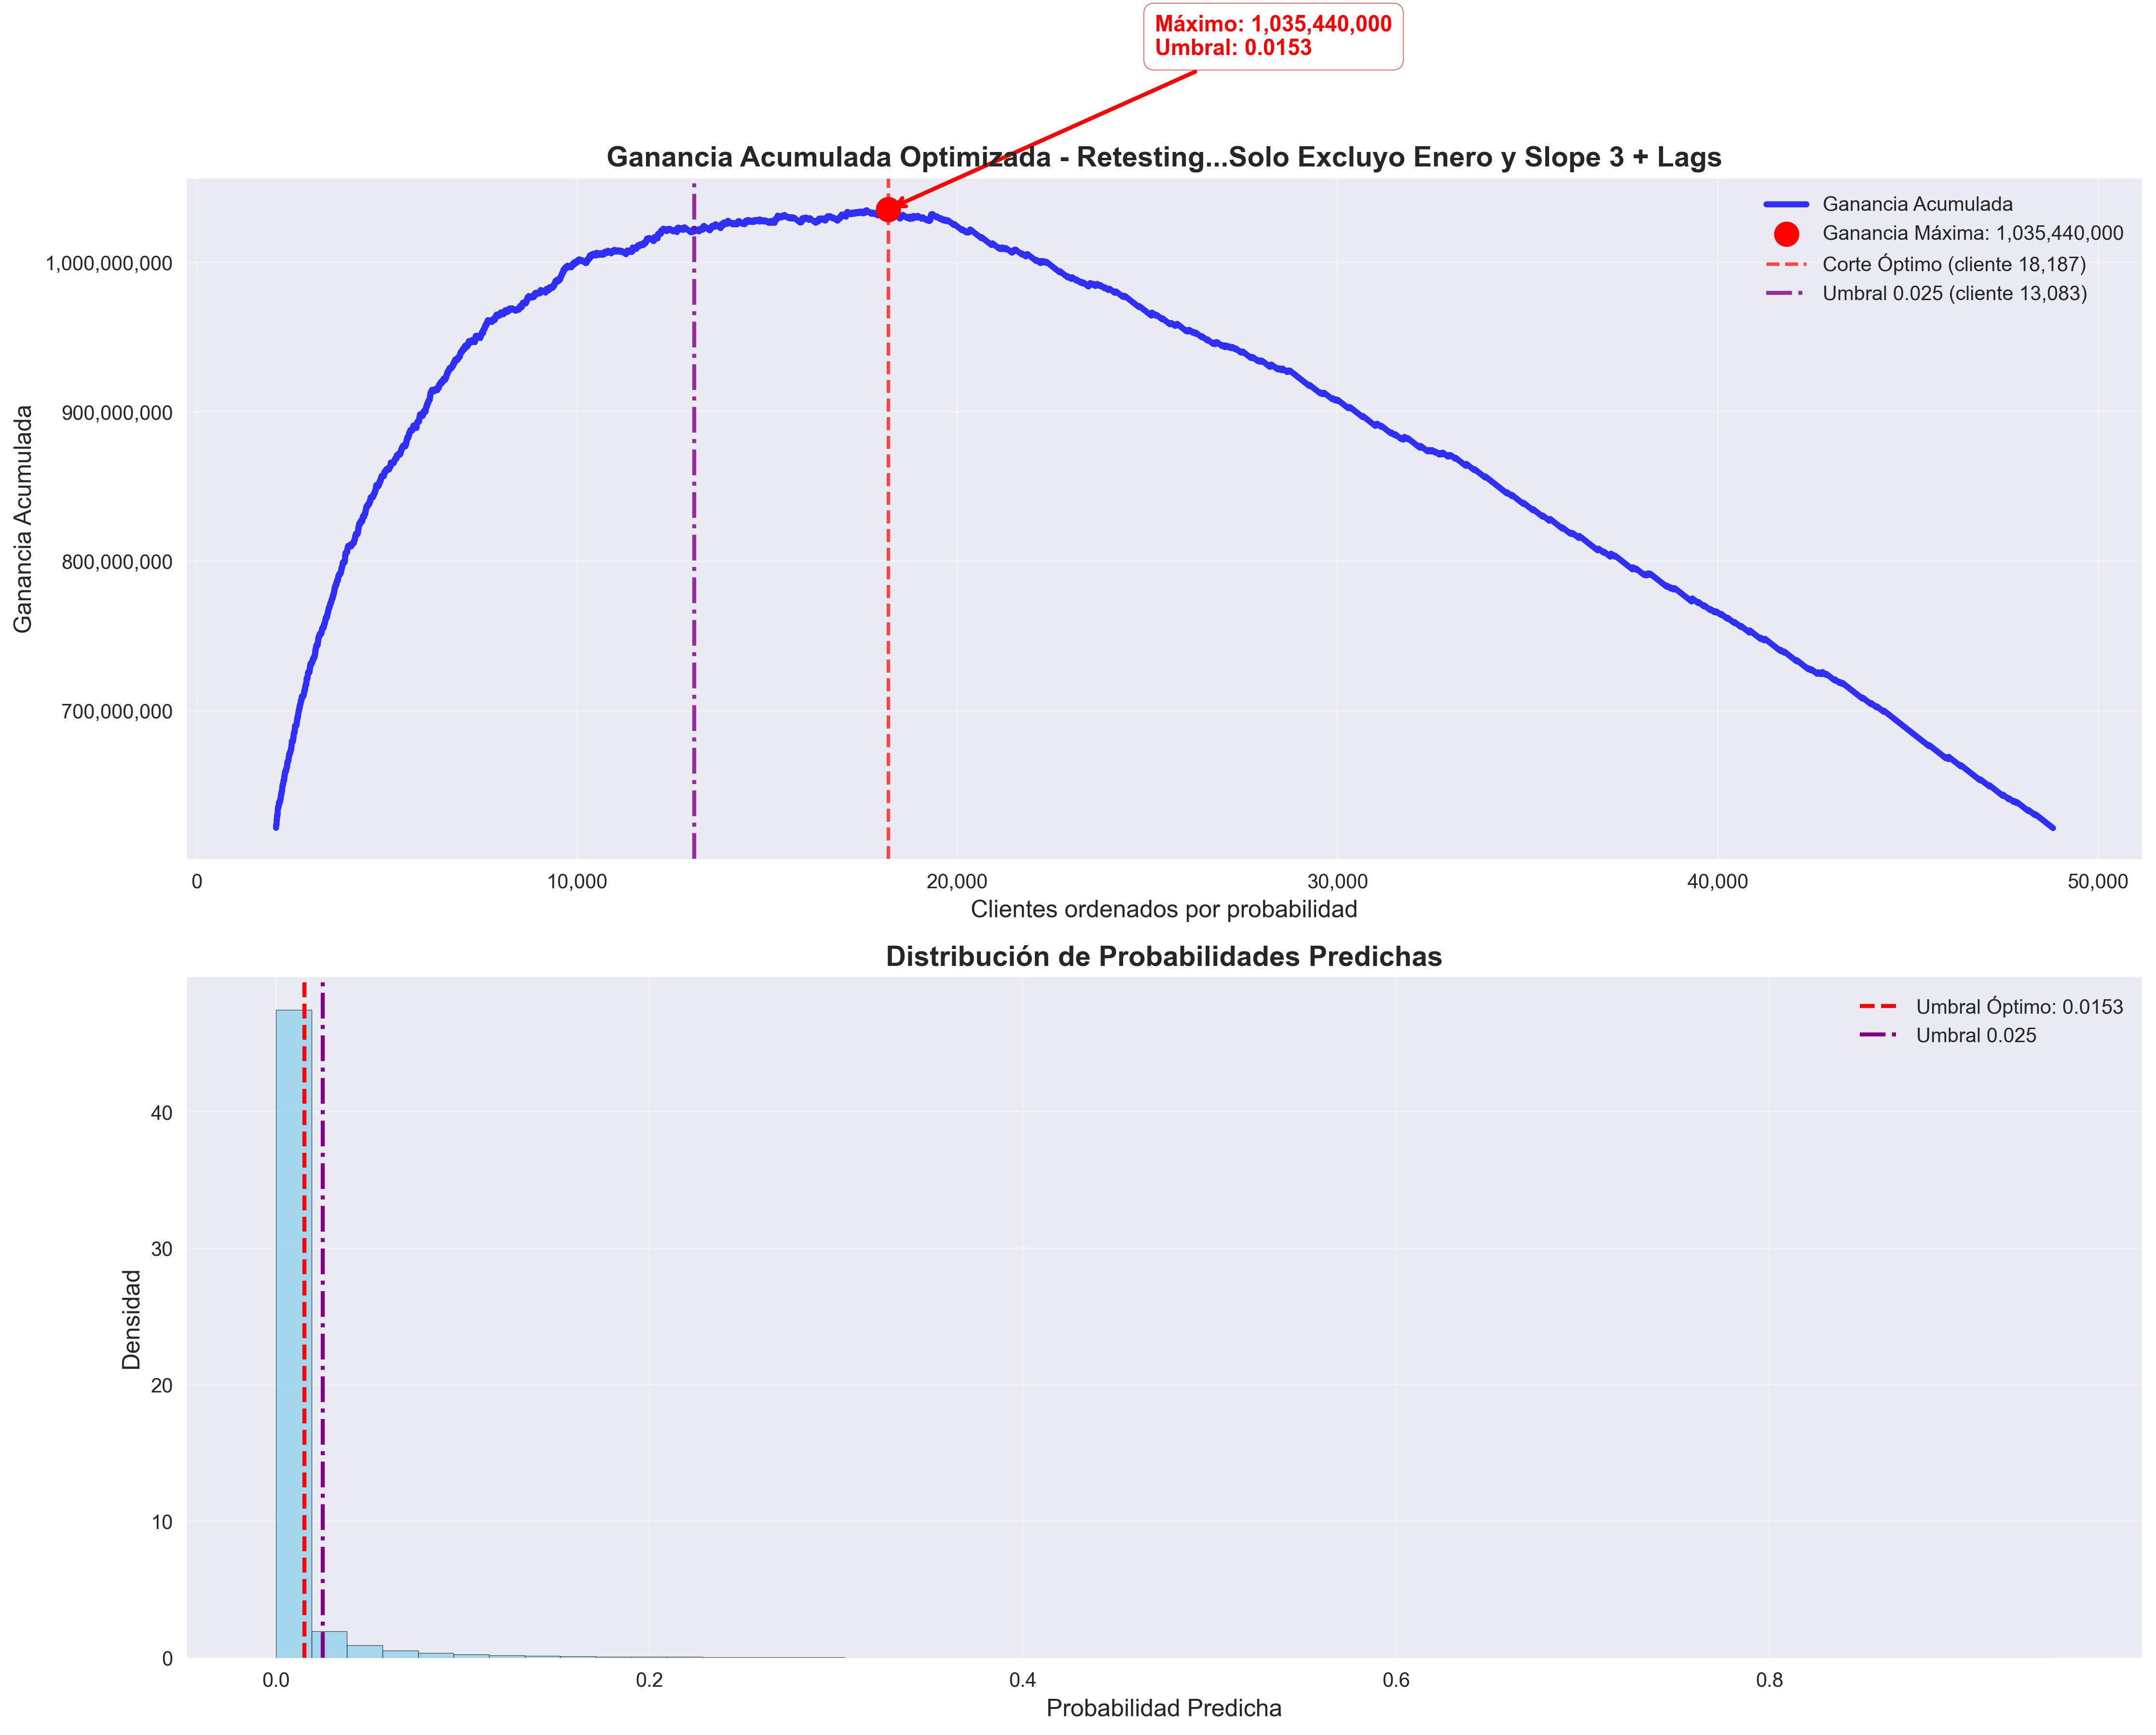 Máximo: 1,035,440,000
Umbral: 0.0153
Ganancia Acumulada Optimizada - Retesting...Solo Excluyo Enero y Slope 3 + Lags
Ganancia Acumulada
Ganancia Máxima: 1,035,440,000
Corte Óptimo (cliente 18,187)
Umbral 0.025 (cliente 13,083)
Ganancia Acumulada
1,000,000,000
900,000,000
800,000,000
700,000,000
0
10,000
20,000
30,000
40,000
50,000
Clientes ordenados por probabilidad
Distribución de Probabilidades Predichas
Umbral Óptimo: 0.0153
Umbral 0.025
Densidad
40
30
20
10
0
0.0
0.2
0.4
0.6
0.8
Probabilidad Predicha